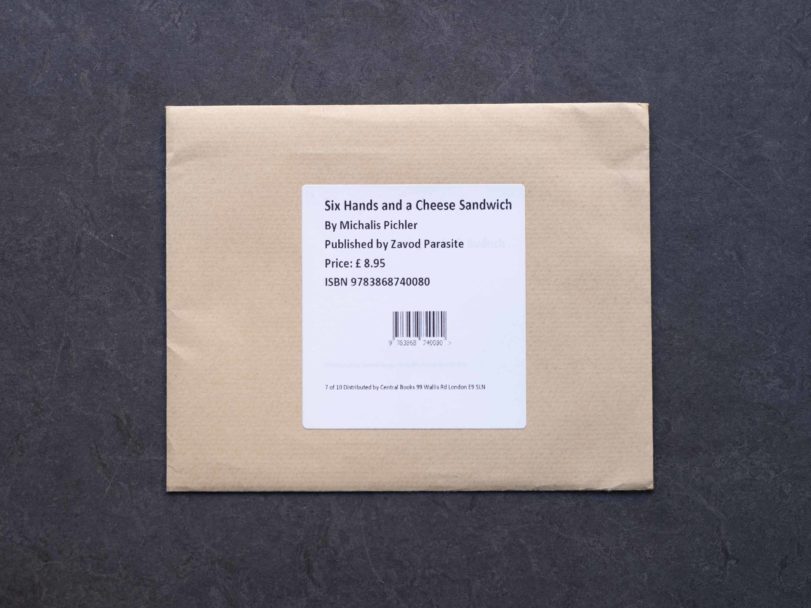 Six Hands and a Cheese Sandwich
By Michalis Pichler
Published by Zavod Parasite
Price: £ 8.95
ISBN 9783868740080
9 783868 740080 >
7 of 10 Distributed by Central Books 99 Wallis Rd London E9 5LN